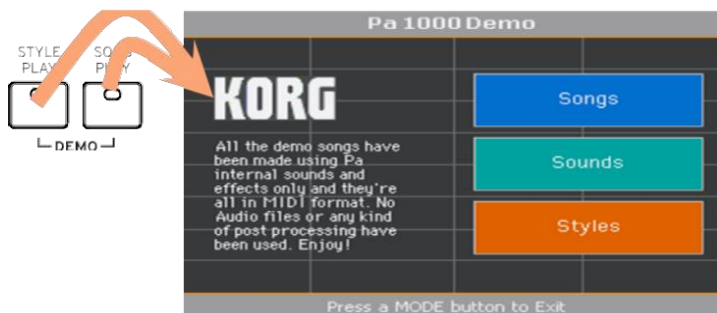 Pa 1000 Demo
STYLE
PLAY
KORG
Songs
All the demo songs have
been made using Pa
internal sounds and
effects only and they're
all in MIDI format. No
Audio files or any kind
of post processing have
been used. Enjoy!
DEMO
Sounds
Styles
Press a MODE button to Exit